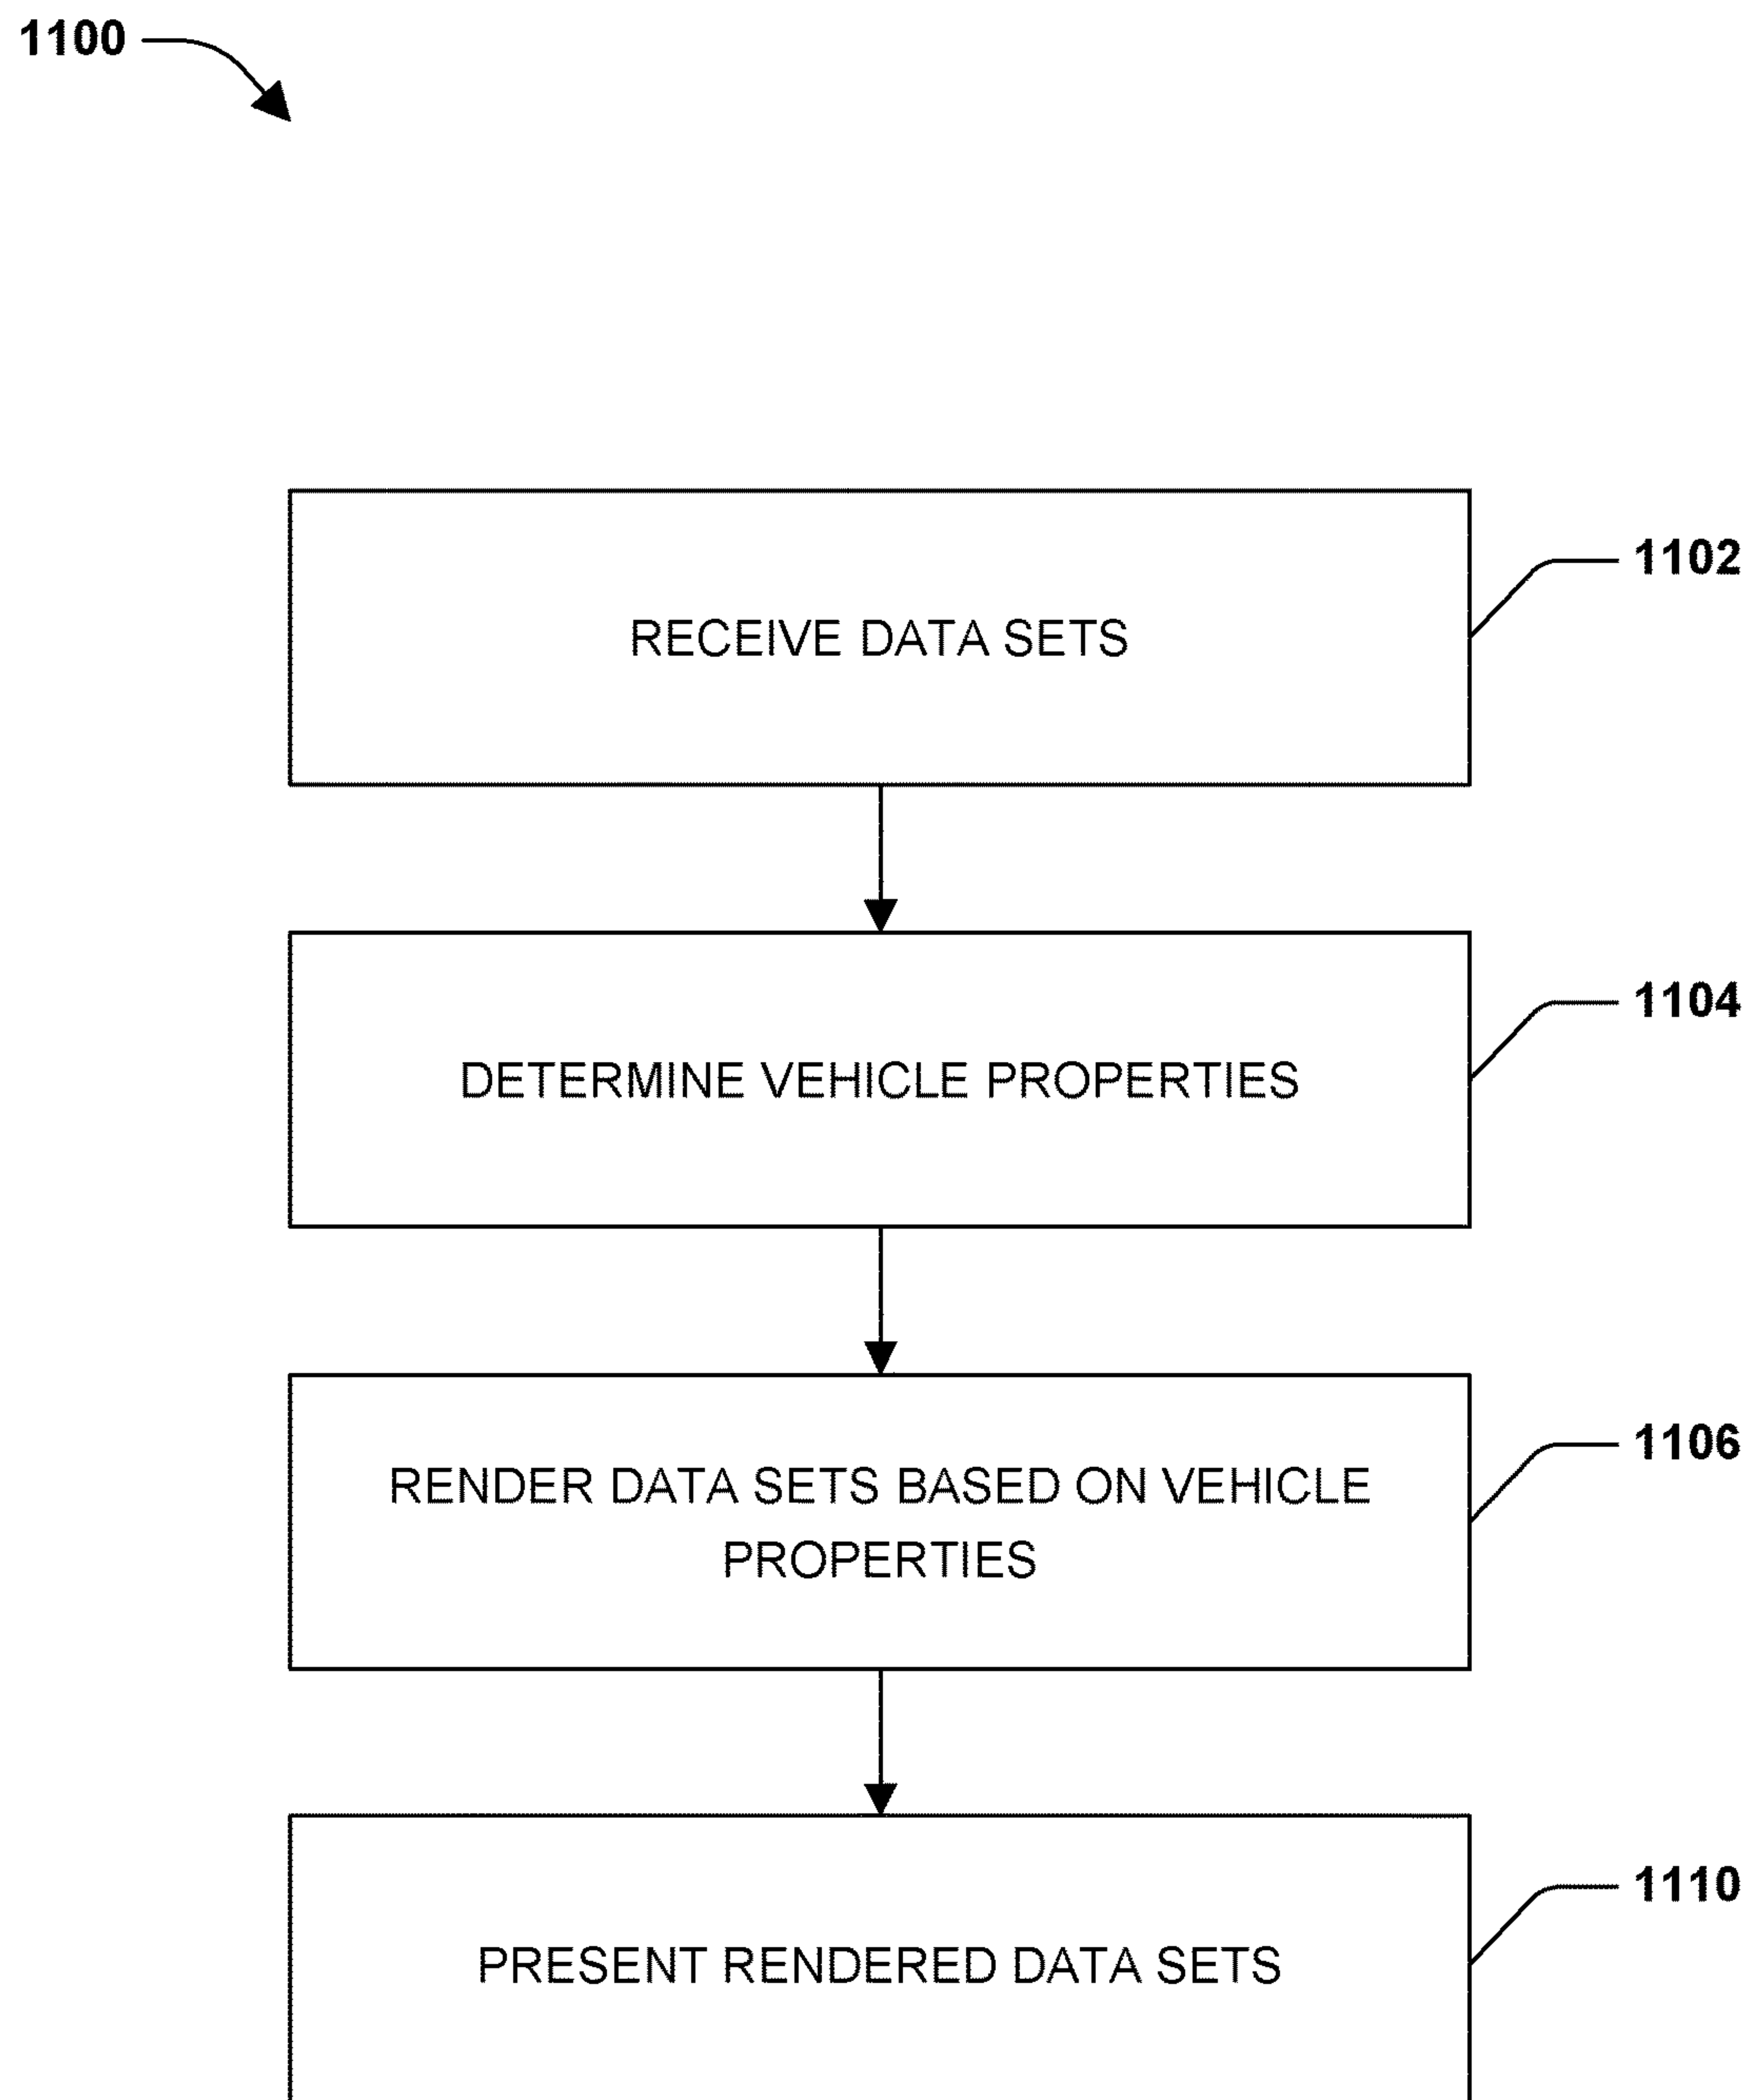 1100
RECEIVE DATA SETS
1102
DETERMINE VEHICLE PROPERTIES
1104
RENDER DATA SETS BASED ON VEHICLE
PROPERTIES
1106
PRESENT RENDERED DATA SETS
1110